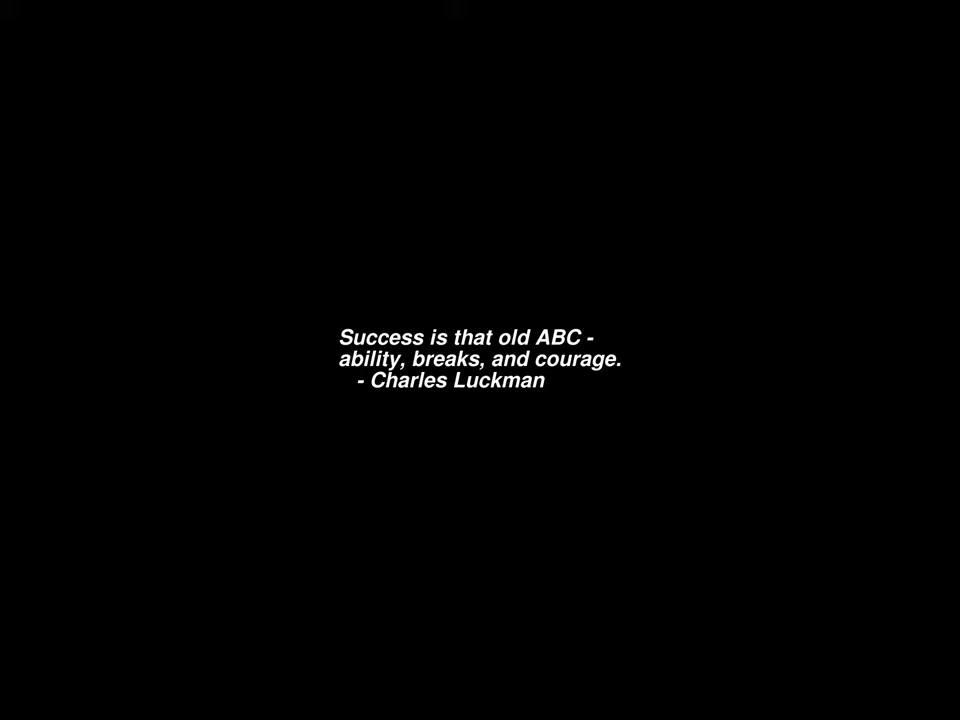 Success is that old ABC -
ability, breaks, and courage.
- Charles Luckman